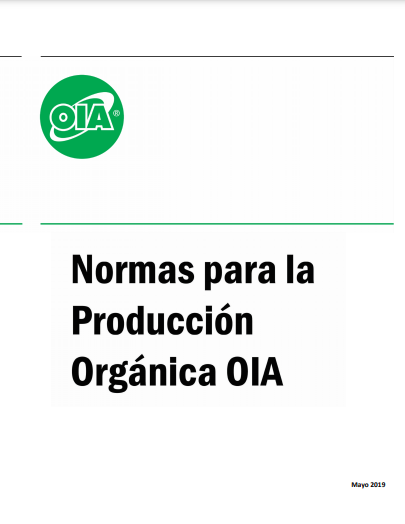 OIA®
Normas para la
Producción
Orgánica OIA
Mayo 2019